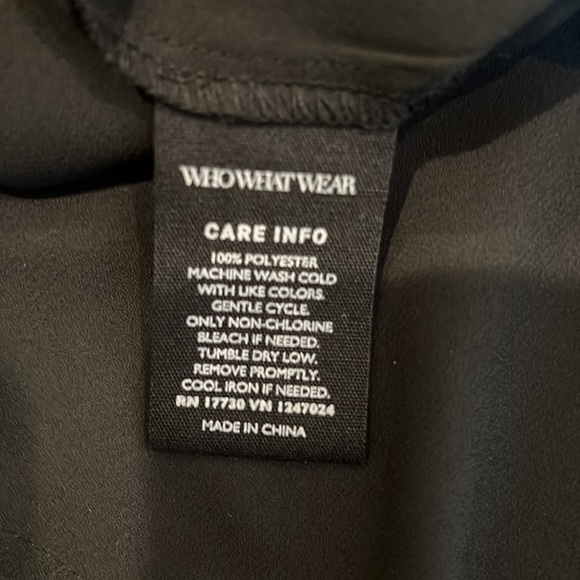 WHO WHAT WEAR
CARE INFO
100% POLYESTER
MACHINE WASH COLD
WITH LIKE COLORS.
GENTLE CYCLE.
ONLY NON-CHLORINE
BLEACH IF NEEDED.
TUMBLE DRY LOW.
REMOVE PROMPTLY.
COOL IRON IF NEEDED.
RN 17730 VN 1247024
MADE IN CHINA